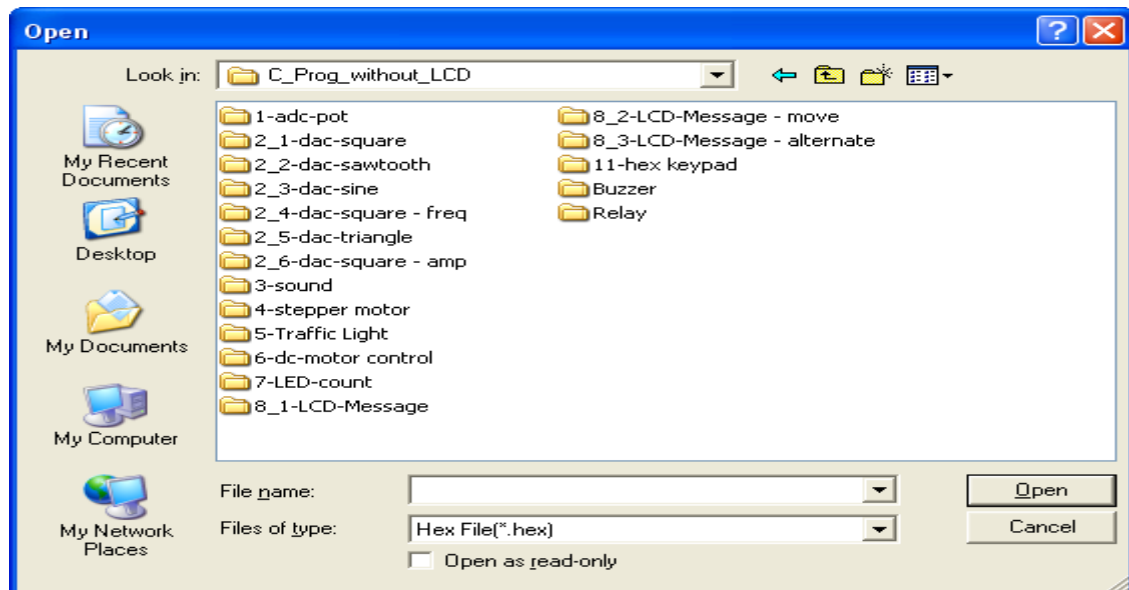 Open
Look in: C_Prog_without_LCD
My Recent
Documents
Desktop
My Documents
My Computer
My Network
Places
1-adc-pot
2_1-dac-square
2_2-dac-sawtooth
2_3-dac-sine
2_4-dac-square - freq
2_5-dac-triangle
2_6-dac-square - amp
3-sound
4-stepper motor
5-Traffic Light
6-dc-motor control
7-LED-count
8_1-LCD-Message
8_2-LCD-Message - move
8_3-LCD-Message - alternate
11-hex keypad
Buzzer
Relay
File name:
Open
Files of type: Hex File(*.hex)
Cancel
Open as read-only